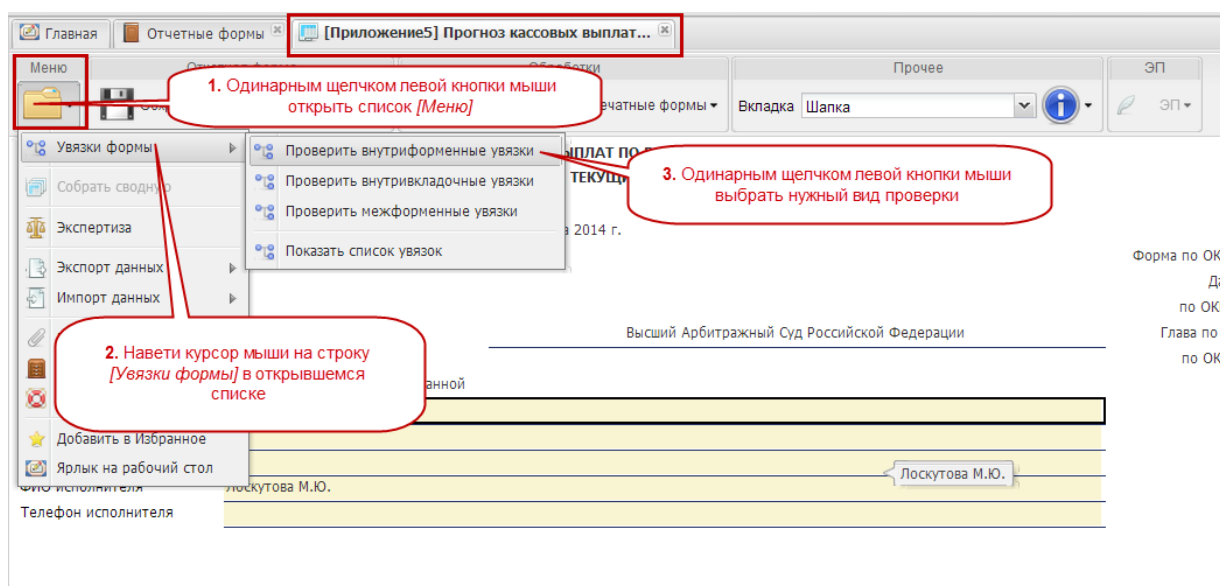 Главная
Отчетные формы
[Приложение5] Прогноз кассовых выплат...
Меню
Прочее
ЭП
1. Одинарным щелчком левой кнопки мыши
открыть список [Меню]
формы
Вкладка
Шапка
ЭП
Увязки формы
Проверить внутриформенные увязки
ПО
Собрать сводную
Проверить внутривкладочные увязки
3. Одинарным щелчком левой кнопки мыши
выбрать нужный вид проверки
Проверить межформенные увязки
Экспертиза
2014 г.
Показать список увязок
Форма по
Экспорт данных
Импорт данных
по
Высший Арбитражный Суд Российской Федерации
Глава по
по
2. Навети курсор мыши на строку
[Увязки формы] в открывшемся
списке
Добавить в Избранное
Ярлык на рабочий стол
Лоскутова М.Ю.
ФИО исполнителя
Лоскутова М.Ю.
Телефон исполнителя